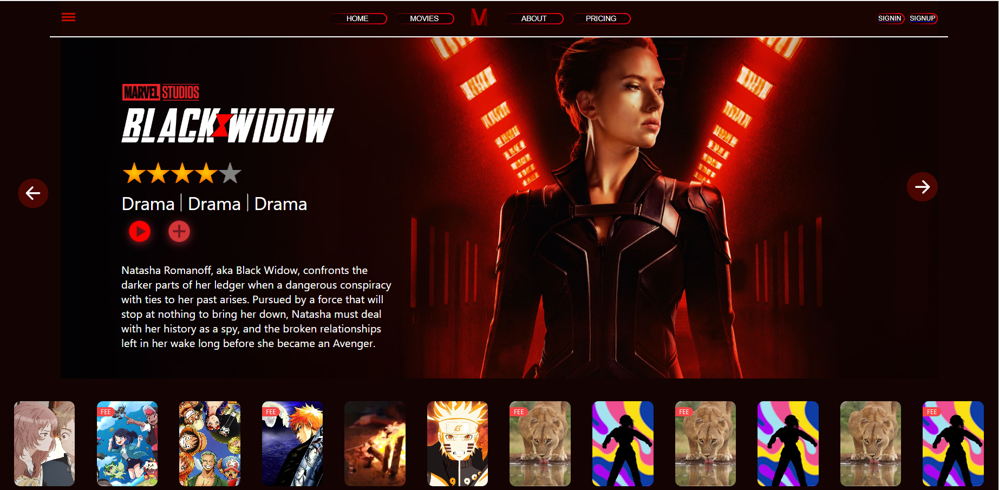 HOME
MOVIES
M
ABOUT
PRICING
SIGNIN
SIGNUP
MARVEL STUDIOS
BLACK WIDOW
Drama | Drama | Drama
Natasha Romanoff, aka Black Widow, confronts the
darker parts of her ledger when a dangerous conspiracy
with ties to her past arises. Pursued by a force that will
stop at nothing to bring her down, Natasha must deal
with her history as a spy, and the broken relationships
left in her wake long before she became an Avenger.
FEE
FEE
FEE
FEE
FEE